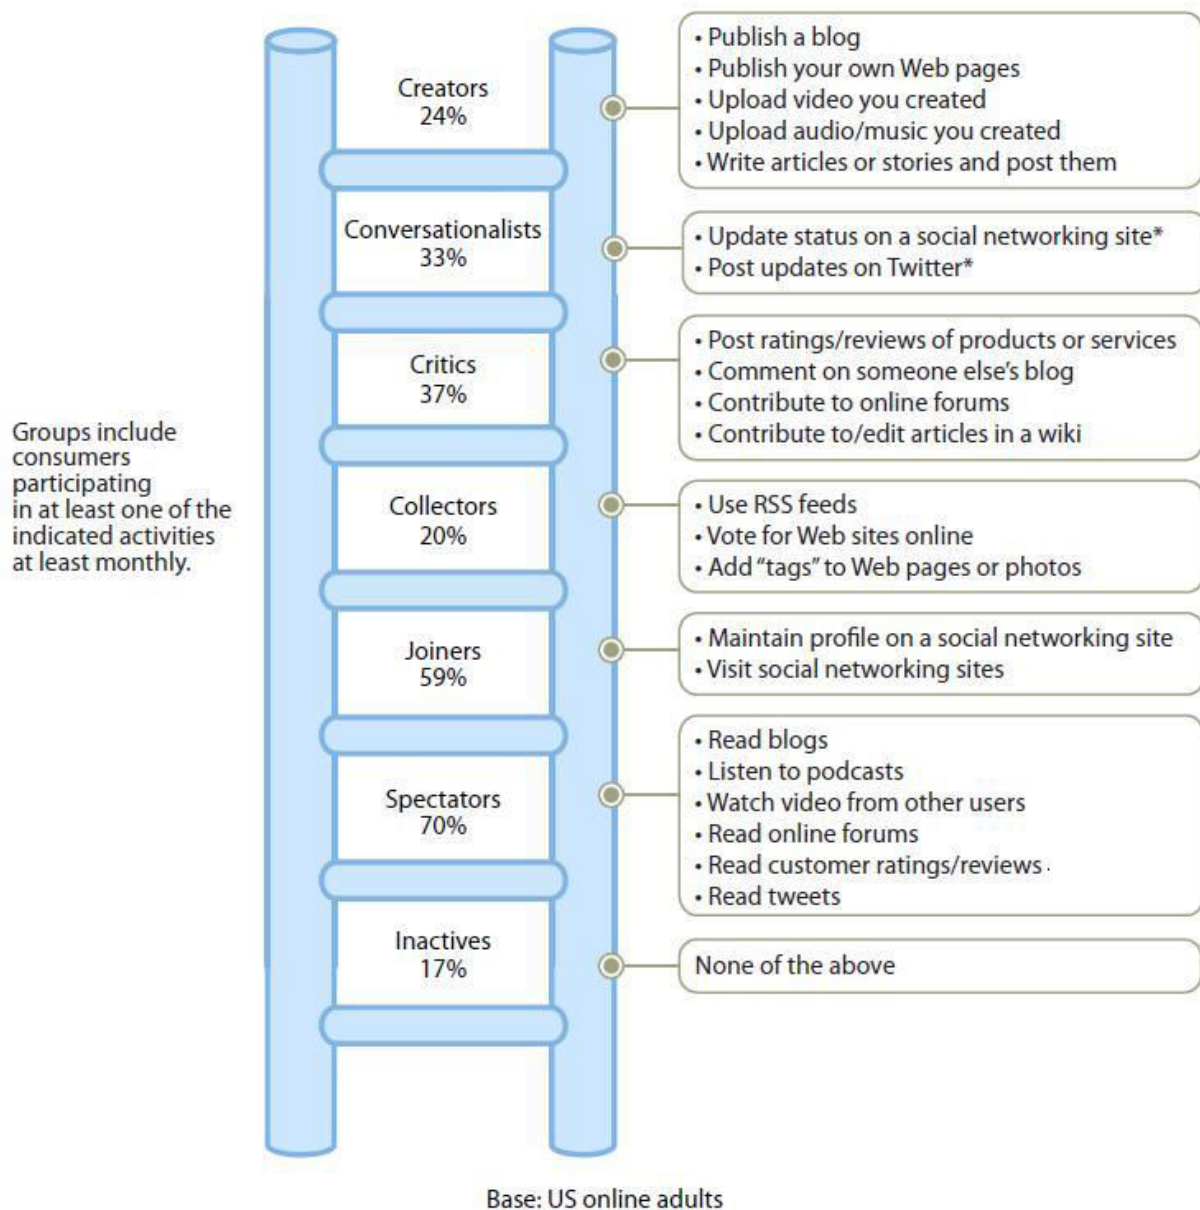 Creators
24%
• Publish a blog
• Publish your own Web pages
• Upload video you created
• Upload audio/music you created
• Write articles or stories and post them
Conversationalists
33%
• Update status on a social networking site*
• Post updates on Twitter*
Critics
37%
• Post ratings/reviews of products or services
• Comment on someone else’s blog
• Contribute to online forums
• Contribute to/edit articles in a wiki
Groups include
consumers
participating
in at least one of the
indicated activities
at least monthly.
Collectors
20%
• Use RSS feeds
• Vote for Web sites online
• Add “tags” to Web pages or photos
Joiners
59%
• Maintain profile on a social networking site
• Visit social networking sites
Spectators
70%
• Read blogs
• Listen to podcasts
• Watch video from other users
• Read online forums
• Read customer ratings/reviews .
• Read tweets
Inactives
17%
None of the above
Base: US online adults